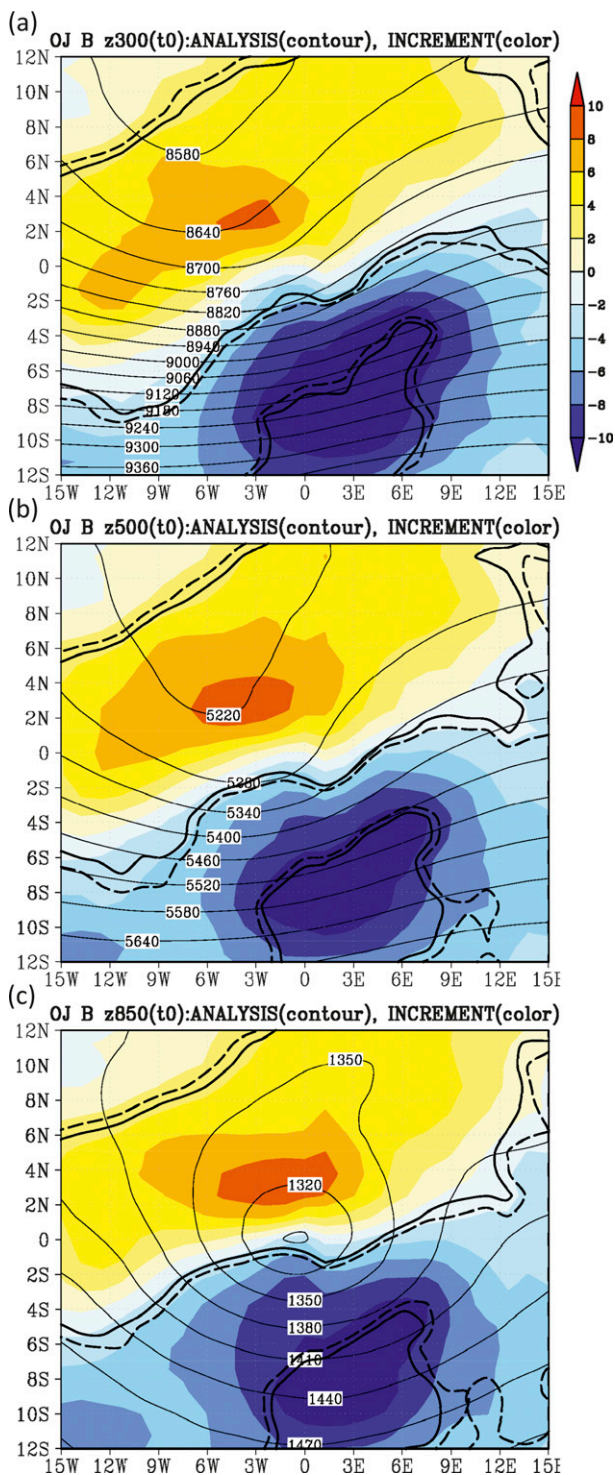 (a)
OJ B z300(t0):ANALYSIS(contour), INCREMENT(color)
12N
8N
6N
4N
2N
0
2S
4S
6S
8S
10S
12S
15W 12W 9W 6W 3W 0 3E 6E 9E 12E 15E
8580
8640
8700
8760
8820
8880
8940
9000
9060
9120
9180
9240
9300
9360
10
8
6
4
2
0
-2
-4
-6
-8
-10
(b)
OJ B z500(t0):ANALYSIS(contour), INCREMENT(color)
12N
10N
8N
6N
4N
2N
0
2S
4S
6S
8S
10S
12S
15W 12W 9W 6W 3W 0 3E 6E 9E 12E 15E
5220
5280
5340
5400
5460
5520
5580
5640
(c)
OJ B z850(t0):ANALYSIS(contour), INCREMENT(color)
12N
10N
8N
6N
4N
2N
0
2S
4S
6S
8S
10S
12S
15W 12W 9W 6W 3W 0 3E 6E 9E 12E 15E
1350
1320
1350
1380
1410
1440
1470